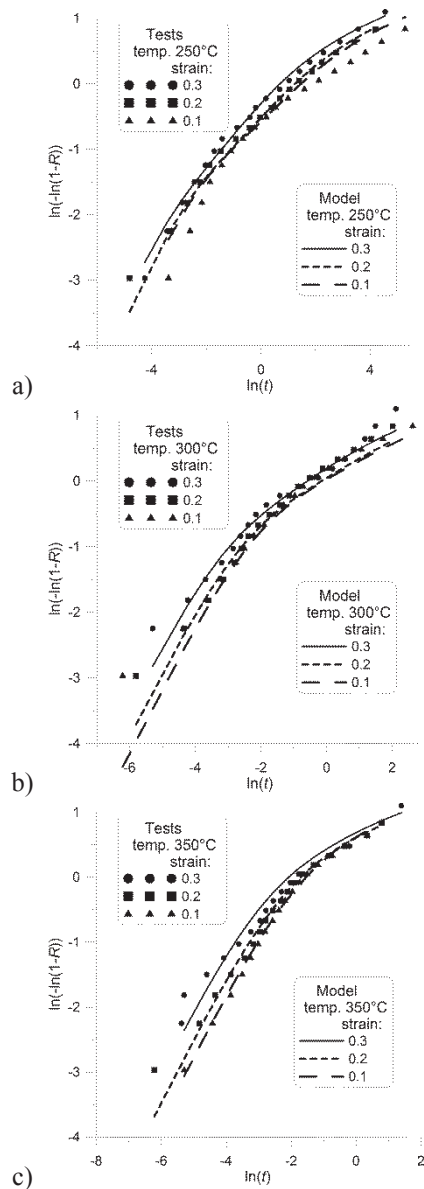 1
0
-1
-2
-3
-4
ln(-ln(1-R))
Tests
temp. 250°C
strain:
0.3
0.2
0.1
Model
temp. 250°C
strain:
0.3
0.2
0.1
-4 0 4
ln(t)
a)
1
0
-1
-2
-3
-4
ln(-ln(1-R))
Tests
temp. 300°C
strain:
0.3
0.2
0.1
Model
temp. 300°C
strain:
0.3
0.2
0.1
-6 -4 -2 0 2
ln(t)
b)
1
0
-1
-2
-3
-4
ln(-ln(1-R))
Tests
temp. 350°C
strain:
0.3
0.2
0.1
Model
temp. 350°C
strain:
0.3
0.2
0.1
-8 -6 -4 -2 0 2
ln(t)
c)